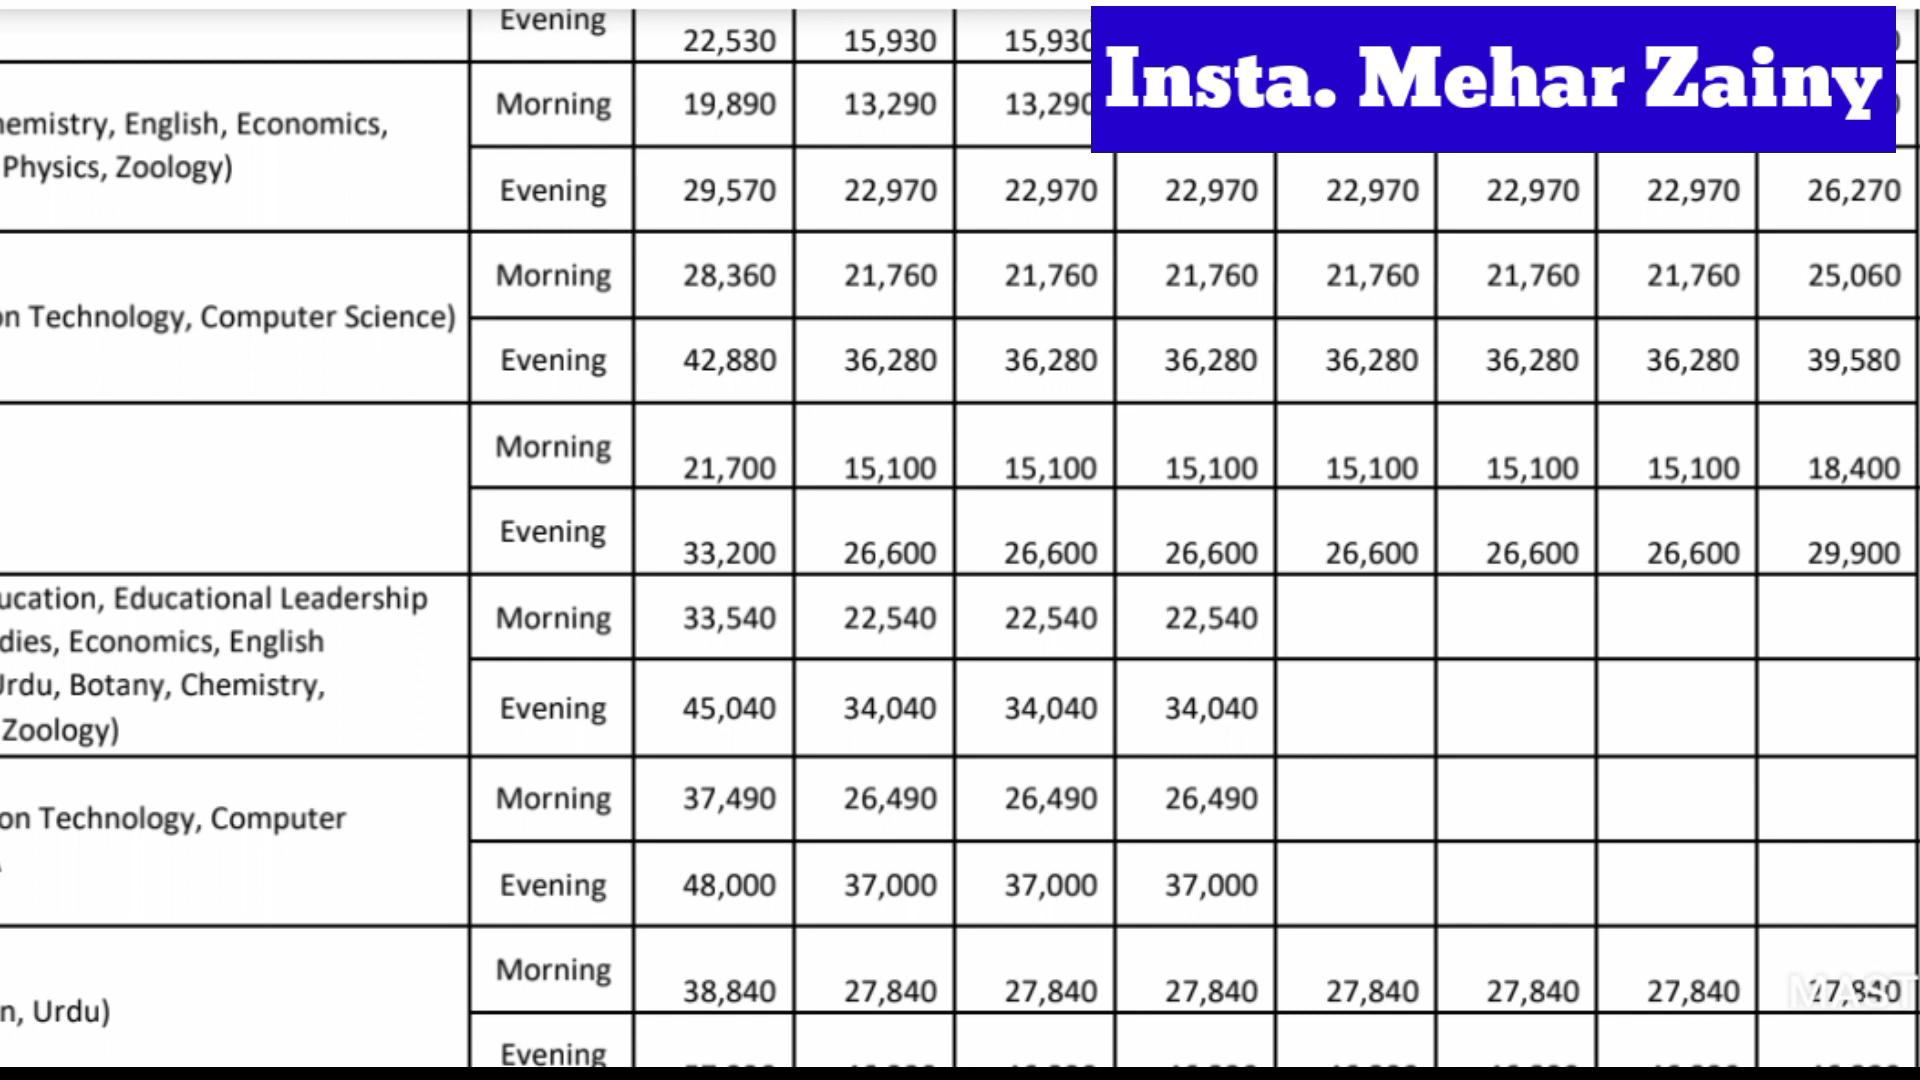 Evening 22,530 15,930 15,930
Insta. Mehar Zainy
Morning 19,890 13,290 13,290
hemistry, English, Economics,
Physics, Zoology)
Evening 29,570 22,970 22,970 22,970 22,970 22,970 22,970 26,270
Morning 28,360 21,760 21,760 21,760 21,760 21,760 21,760 25,060
on Technology, Computer Science)
Evening 42,880 36,280 36,280 36,280 36,280 36,280 36,280 39,580
Morning 21,700 15,100 15,100 15,100 15,100 15,100 15,100 18,400
Evening 33,200 26,600 26,600 26,600 26,600 26,600 26,600 29,900
ucation, Educational Leadership
Morning 33,540 22,540 22,540 22,540
dies, Economics, English
Urdu, Botany, Chemistry,
Evening 45,040 34,040 34,040 34,040
Zoology)
Morning 37,490 26,490 26,490 26,490
on Technology, Computer
Evening 48,000 37,000 37,000 37,000
Morning 38,840 27,840 27,840 27,840 27,840 27,840 27,840 27,840
n, Urdu)
Evening